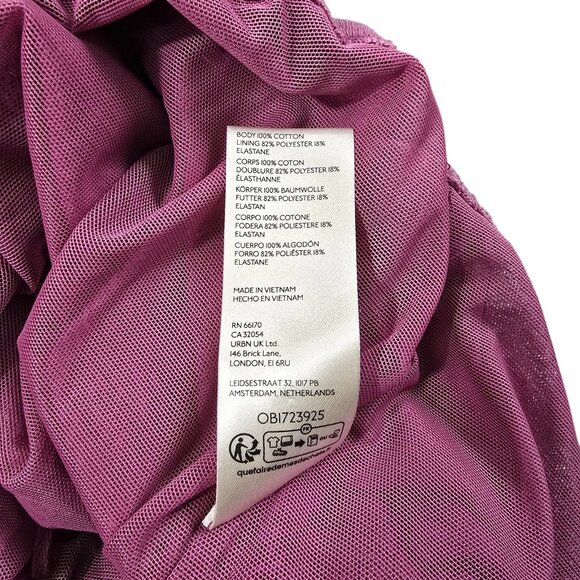 BODY 100% COTTON
LINING 82% POLYESTER 18%
ELASTANE
CORPS 100% COTON
DOUBLURE 82% POLYESTER 18%
ÉLASTHANNE
KÖRPER 100% BAUMWOLLE
FUTTER 82% POLYESTER 18%
ELASTAN
CORPO 100% COTONE
FODERA 82% POLIESTERE 18%
ELASTAN
CUERPO 100% ALGODÓN
FORRO 82% POLIÉSTER 18%
ELASTANE
MADE IN VIETNAM
HECHO EN VIETNAM
RN 66170
CA 32054
URBN UK Ltd.
146 Brick Lane,
LONDON, E1 6RU
LEIDSESTRAAT 32, 1017 PB
AMSTERDAM, NETHERLANDS
OB1723925
FR
OU
quefairedemesdechets.fr